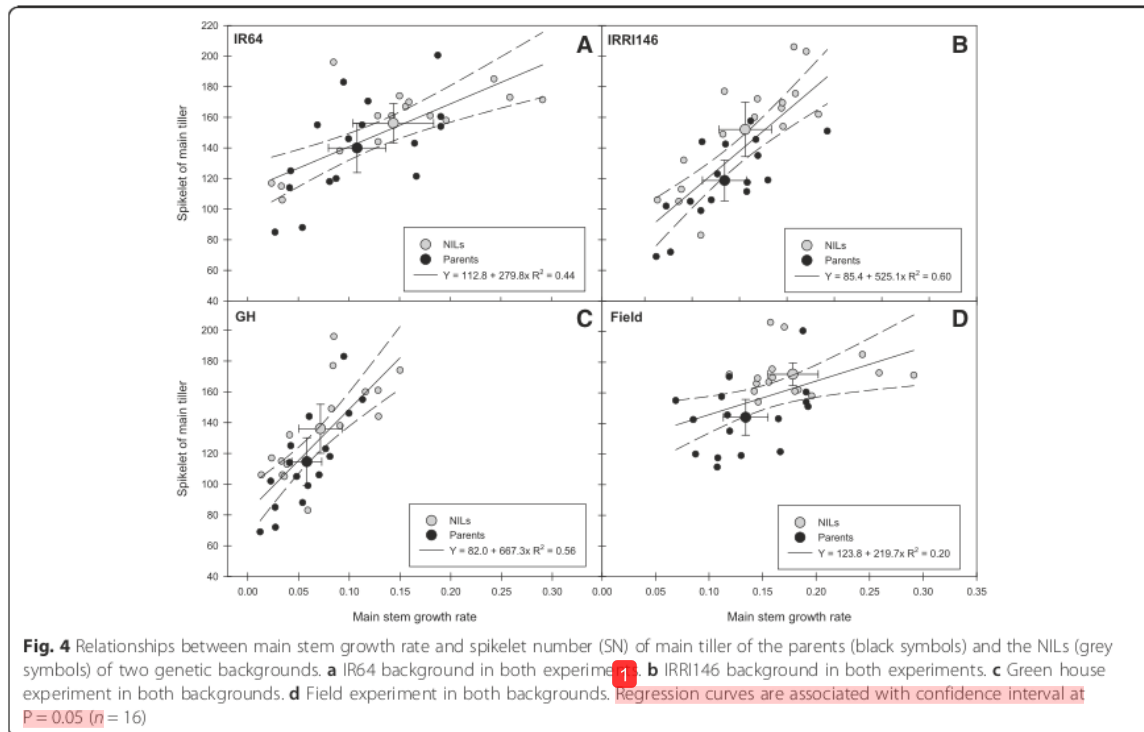 IR64
A
IRRI146
B
220
200
180
160
140
120
100
80
60
40
Spikelet of main tiller
NILs
Parents
Y = 112.8 + 279.8x R² = 0.44
NILs
Parents
Y = 85.4 + 525.1x R² = 0.60
GH
C
Field
D
200
180
160
140
120
100
80
60
40
Spikelet of main tiller
NILs
Parents
Y = 82.0 + 667.3x R² = 0.56
NILs
Parents
Y = 123.8 + 219.7x R² = 0.20
0.00 0.05 0.10 0.15 0.20 0.25 0.30 0.00 0.05 0.10 0.15 0.20 0.25 0.30 0.35
Main stem growth rate Main stem growth rate
Fig. 4 Relationships between main stem growth rate and spikelet number (SN) of main tiller of the parents (black symbols) and the NILs (grey
symbols) of two genetic backgrounds. a IR64 background in both experiments. b IRRI146 background in both experiments. c Green house
1
experiment in both backgrounds. d Field experiment in both backgrounds. Regression curves are associated with confidence interval at
P = 0.05 (n = 16)